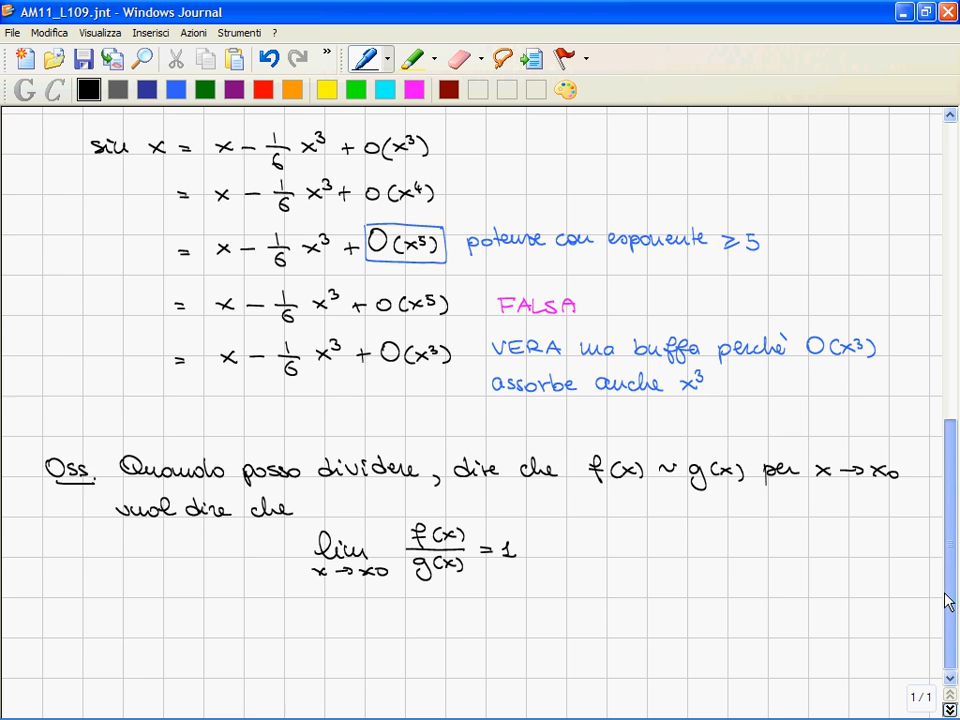 AM11_L109.jnt - Windows Journal
File Modifica Visualizza Inserisci Azioni Strumenti ?
G C
sin x = x - 1/6 x³ + o(x³)
= x - 1/6 x³ + o(x⁴)
= x - 1/6 x³ + O(x⁵) potenze con esponente ≥ 5
= x - 1/6 x³ + o(x⁵) FALSA
= x - 1/6 x³ + O(x³) VERA ma buffa perchè O(x³)
assorbe anche x³
Oss. Quando posso dividere, dire che f(x) ~ g(x) per x → x0
vuol dire che
lim x→x0 f(x)/g(x) = 1
1 / 1